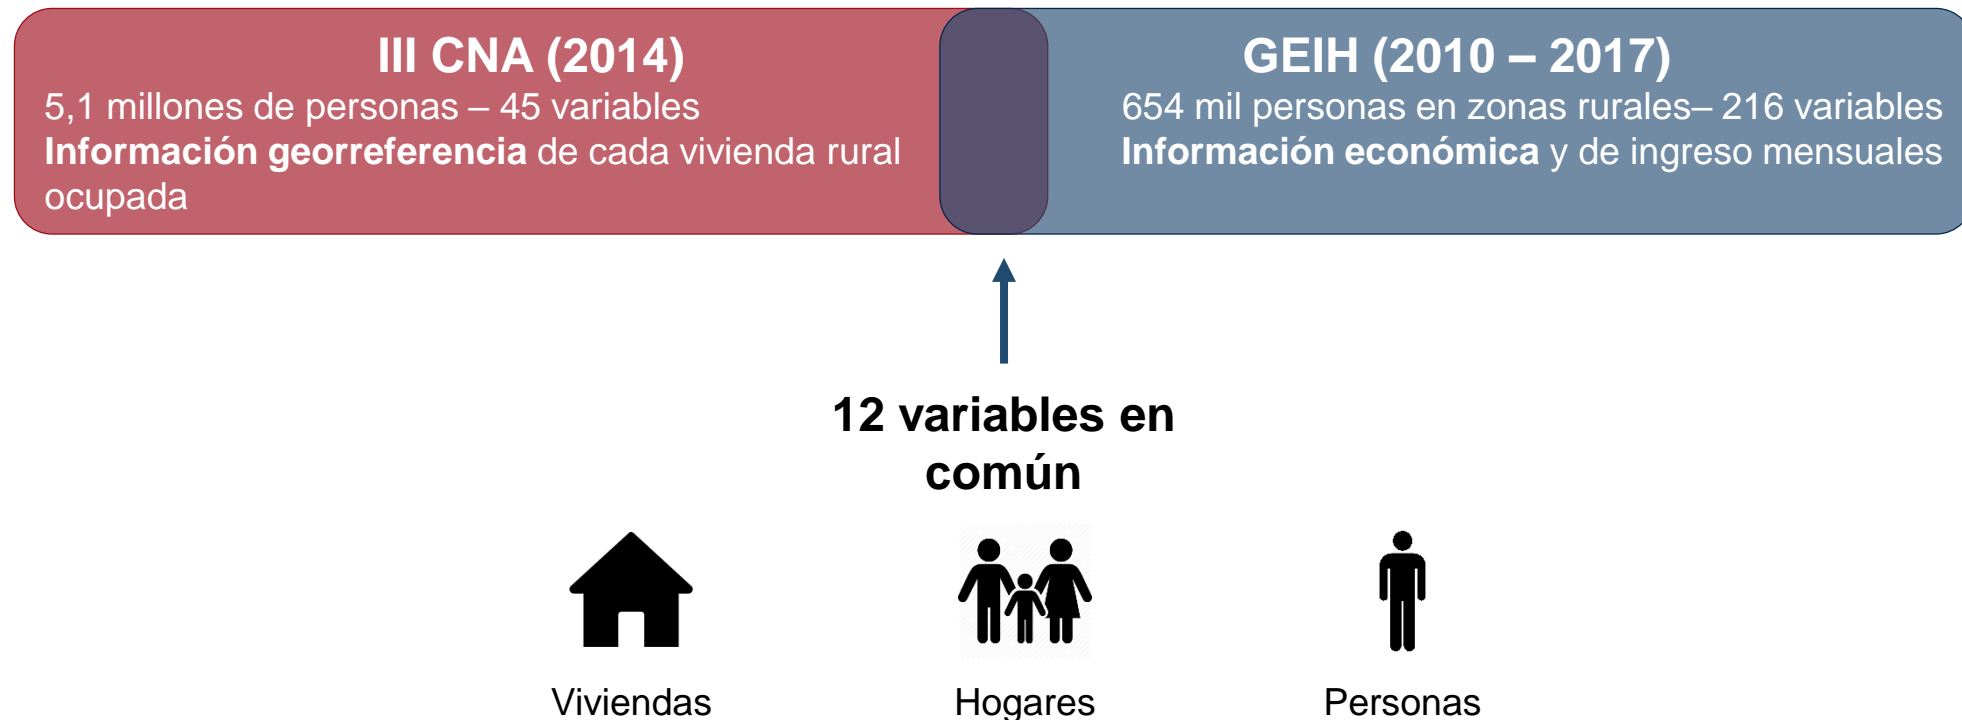 III CNA (2014)
5,1 millones de personas – 45 variables
Información georreferencia de cada vivienda rural
ocupada
GEIH (2010 – 2017)
654 mil personas en zonas rurales– 216 variables
Información económica y de ingreso mensuales
12 variables en
común
Viviendas
Hogares
Personas